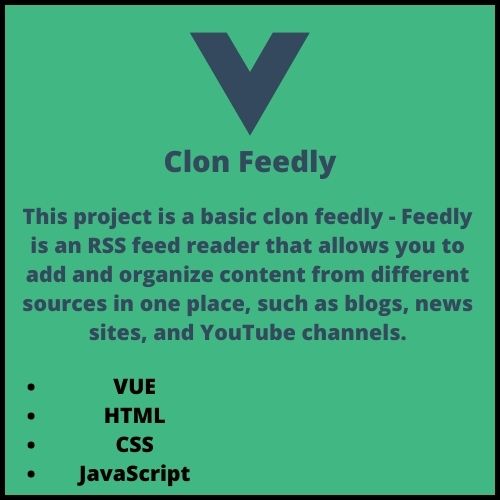 Clon Feedly
This project is a basic clon feedly - Feedly
is an RSS feed reader that allows you to
add and organize content from different
sources in one place, such as blogs, news
sites, and YouTube channels.
• VUE
• HTML
• CSS
• JavaScript